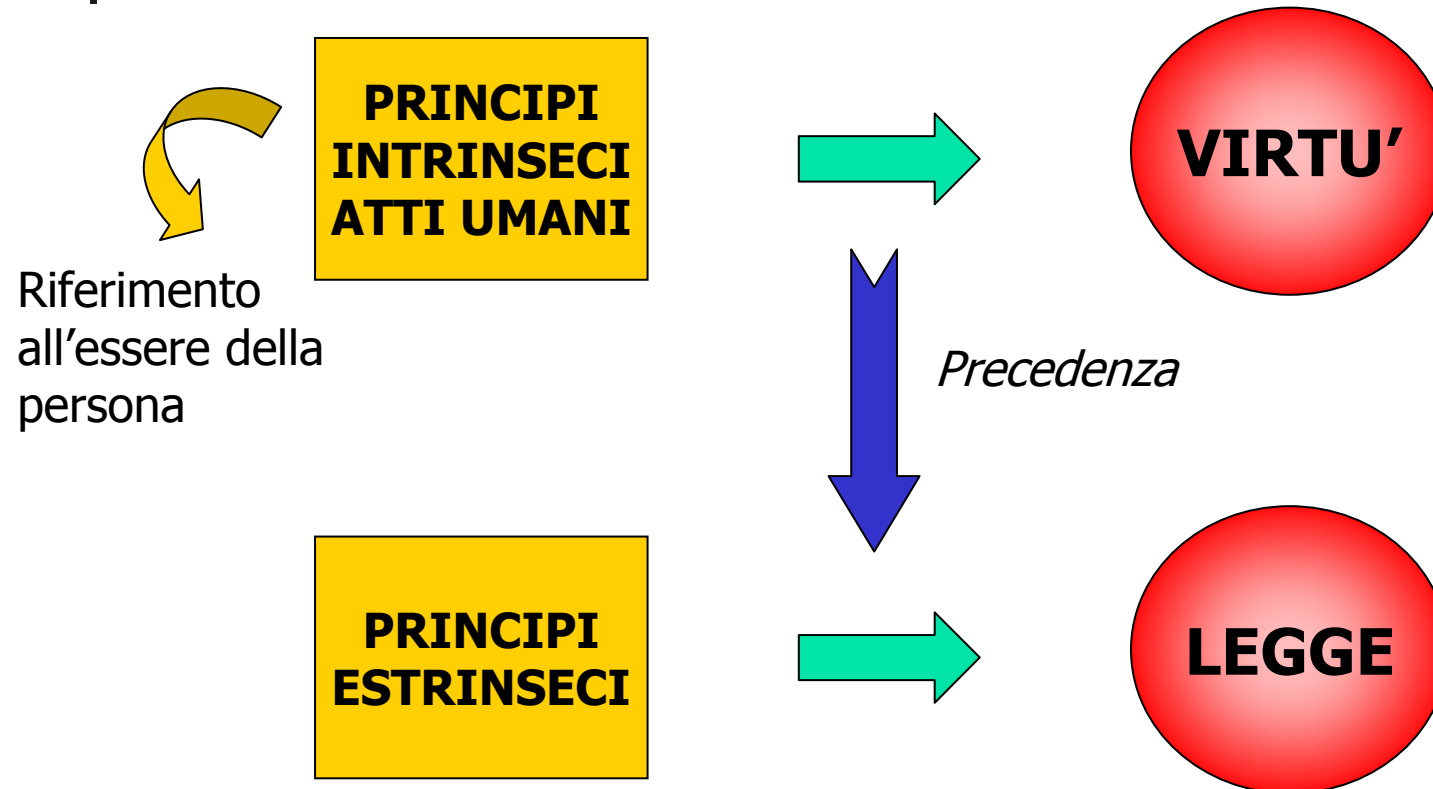 PRINCIPI
INTRINSECI
ATTI UMANI
VIRTU’
Riferimento
all’essere della
persona
Precedenza
PRINCIPI
ESTRINSECI
LEGGE